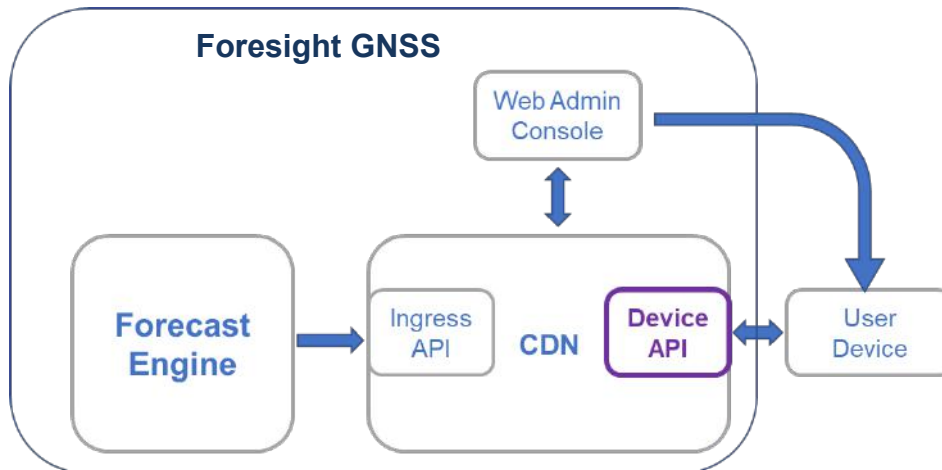 Foresight GNSS
Web Admin
Console
Forecast
Engine
Ingress
API
CDN
Device
API
User
Device